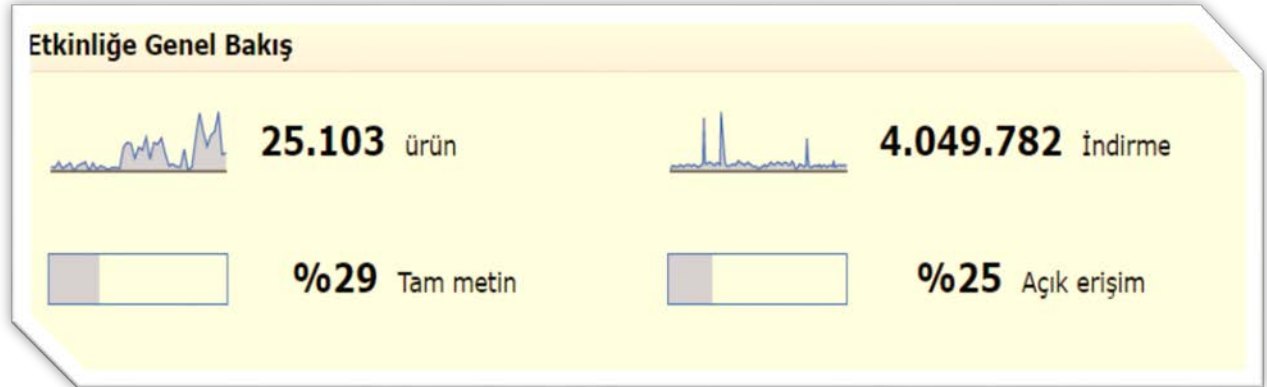 Etkinliğe Genel Bakış
25.103 ürün
4.049.782 İndirme
%29 Tam metin
%25 Açık erişim